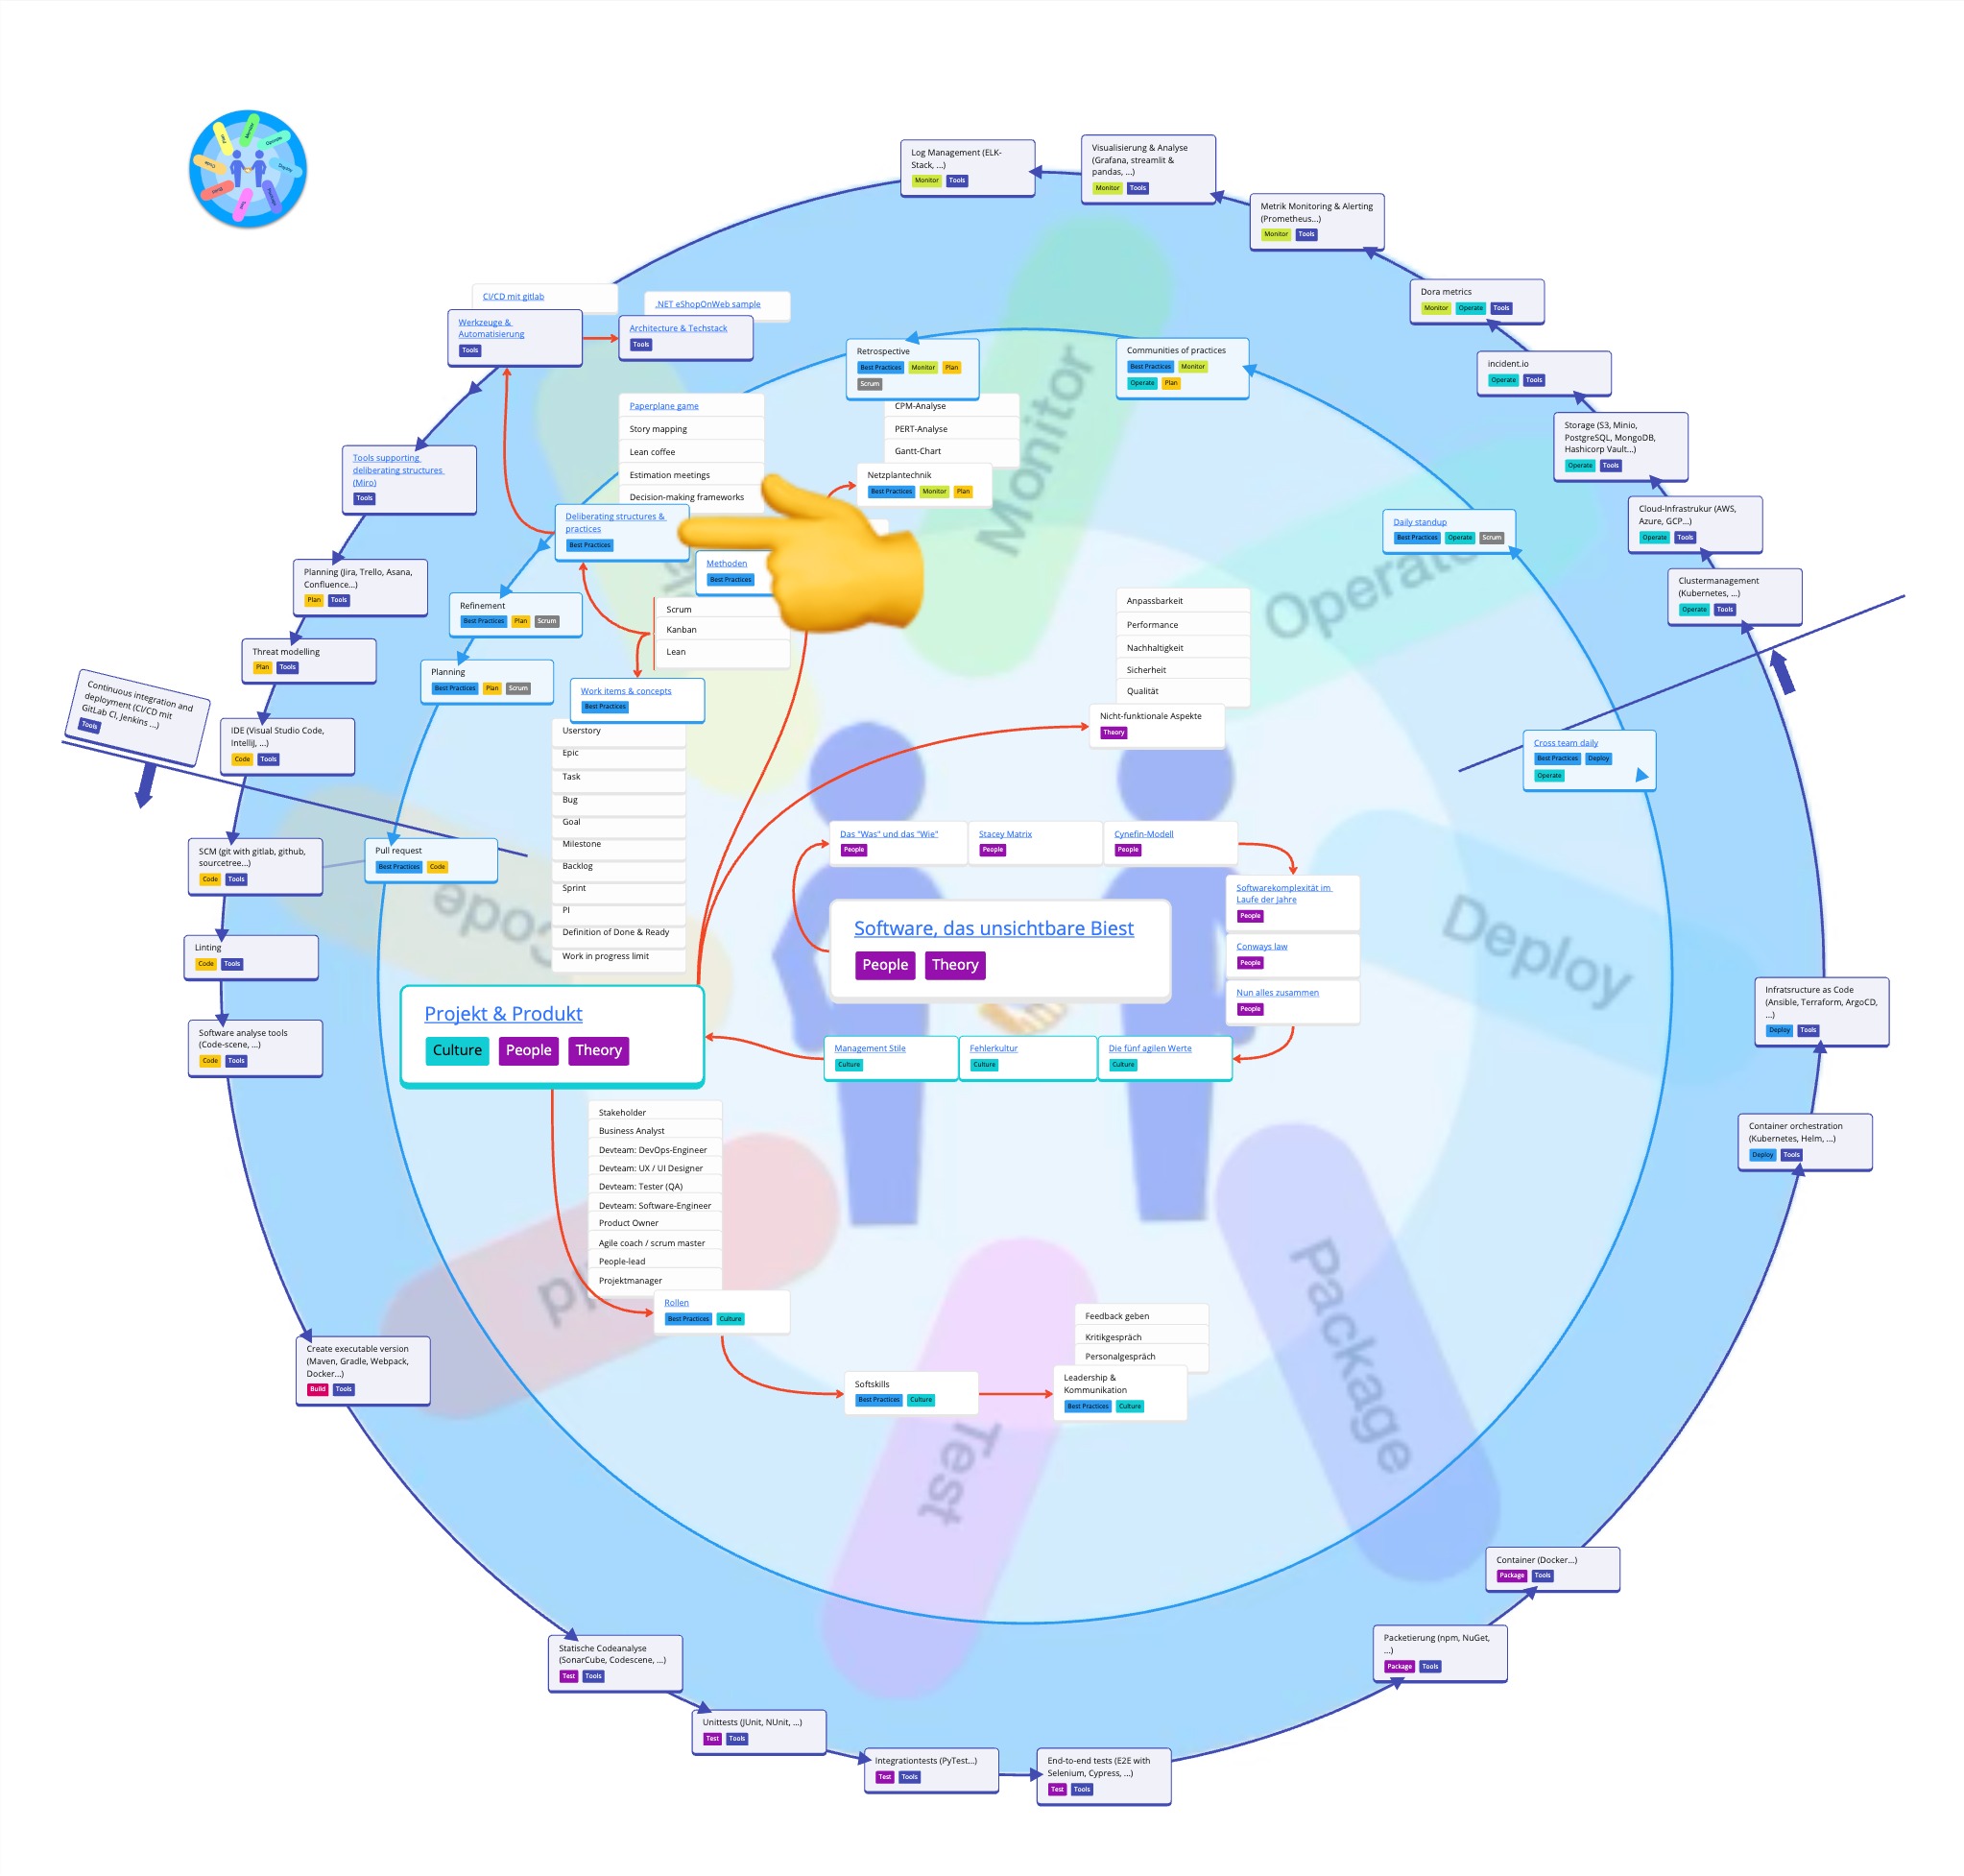 Log Management (ELK-
Stack, ...)
Monitor Tools
Visualisierung & Analyse
(Grafana, streamlit &
pandas, ...)
Monitor Tools
Metrik Monitoring & Alerting
(Prometheus...)
Monitor Tools
Dora metrics
Monitor Operate Tools
incident.io
Operate Tools
Storage (S3, Minio,
PostgreSQL, MongoDB,
Hashicorp Vault...)
Operate Tools
Cloud-Infrastrukur (AWS,
Azure, GCP...)
Operate Tools
Clustermanagement
(Kubernetes, ...)
Operate Tools
CI/CD mit gitlab
Werkzeuge &
Automatisierung
Tools
.NET eShopOnWeb sample
Architecture & Techstack
Tools
Retrospective
Best Practices Monitor Plan
Scrum
Communities of practices
Best Practices Monitor
Operate Plan
CPM-Analyse
PERT-Analyse
Gantt-Chart
Netzplantechnik
Best Practices Monitor Plan
Paperplane game
Story mapping
Lean coffee
Estimation meetings
Decision-making frameworks
Deliberating structures &
practices
Best Practices
Methoden
Best Practices
Scrum
Kanban
Lean
Work items & concepts
Best Practices
Userstory
Epic
Task
Bug
Goal
Milestone
Backlog
Sprint
PI
Definition of Done & Ready
Work in progress limit
Tools supporting
deliberating structures
(Miro)
Tools
Planning (Jira, Trello, Asana,
Confluence...)
Plan Tools
Threat modelling
Plan Tools
Refinement
Best Practices Plan Scrum
Planning
Best Practices Plan Scrum
Continuous integration and
deployment (CI/CD mit
GitLab CI, Jenkins ...)
Tools
IDE (Visual Studio Code,
IntelliJ, ...)
Code Tools
SCM (git with gitlab, github,
sourcetree...)
Code Tools
Pull request
Best Practices Code
Linting
Code Tools
Software analyse tools
(Code-scene, ...)
Code Tools
Daily standup
Best Practices Operate Scrum
Cross team daily
Best Practices Deploy
Operate
Anpassbarkeit
Performance
Nachhaltigkeit
Sicherheit
Qualität
Nicht-funktionale Aspekte
Theory
Das "Was" und das "Wie"
People
Stacey Matrix
People
Cynefin-Modell
People
Softwarekomplexität im
Laufe der Jahre
People
Conways law
People
Nun alles zusammen
People
Software, das unsichtbare Biest
People Theory
Projekt & Produkt
Culture People Theory
Management Stile
Culture
Fehlerkultur
Culture
Die fünf agilen Werte
Culture
Stakeholder
Business Analyst
Devteam: DevOps-Engineer
Devteam: UX / UI Designer
Devteam: Tester (QA)
Devteam: Software-Engineer
Product Owner
Agile coach / scrum master
People-lead
Projektmanager
Rollen
Best Practices Culture
Softskills
Best Practices Culture
Feedback geben
Kritikgespräch
Personalgespräch
Leadership &
Kommunikation
Best Practices Culture
Infratsructure as Code
(Ansible, Terraform, ArgoCD,
...)
Deploy Tools
Container orchestration
(Kubernetes, Helm, ...)
Deploy Tools
Container (Docker...)
Package Tools
Packetierung (npm, NuGet,
...)
Package Tools
Create executable version
(Maven, Gradle, Webpack,
Docker...)
Build Tools
Statische Codeanalyse
(SonarCube, Codescene, ...)
Test Tools
Unittests (JUnit, NUnit, ...)
Test Tools
Integrationtests (PyTest...)
Test Tools
End-to-end tests (E2E with
Selenium, Cypress, ...)
Test Tools
Monitor
Operate
Deploy
Package
Test
Code